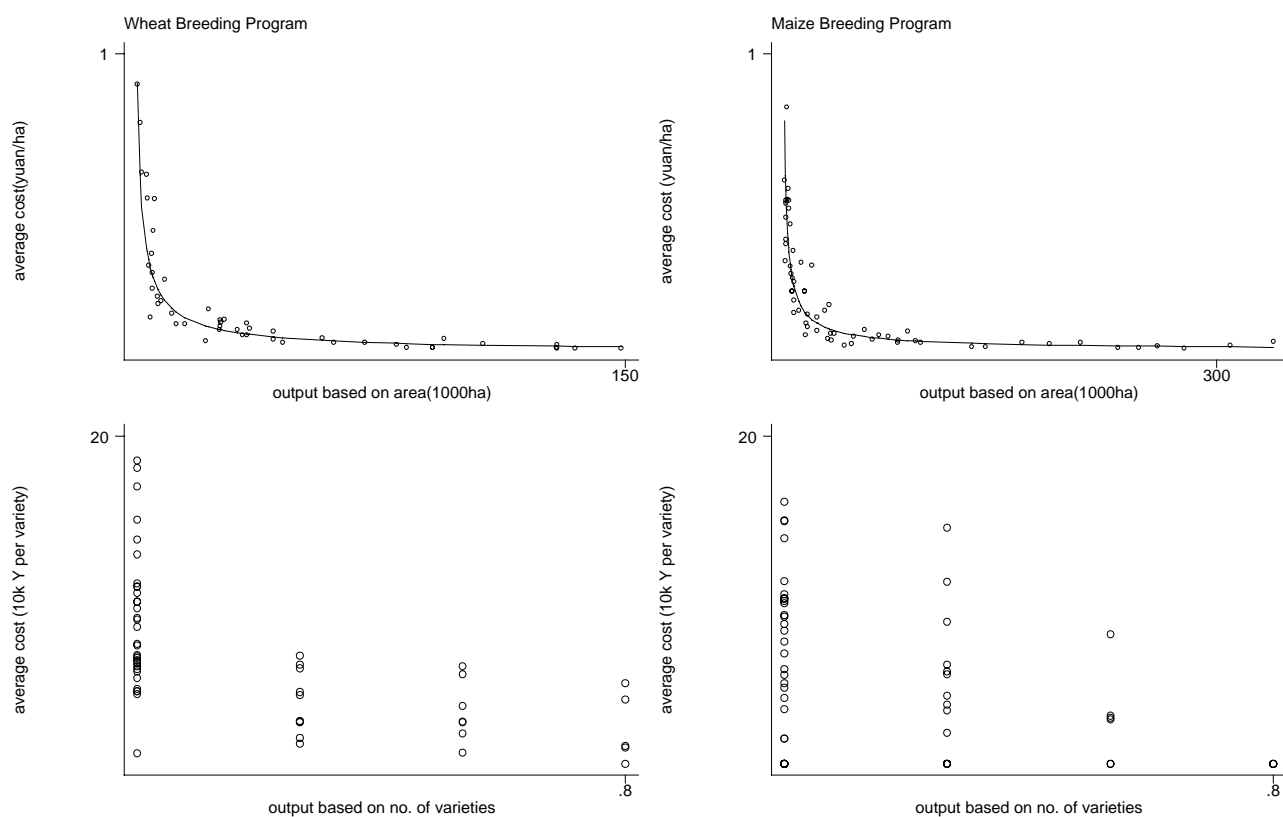 Wheat Breeding Program
1
average cost(yuan/ha)
150
output based on area(1000ha)
Maize Breeding Program
1
average cost (yuan/ha)
300
output based on area(1000ha)
20
average cost (10k Y per variety)
.8
output based on no. of varieties
20
average cost (10k Y per variety)
.8
output based on no. of varieties